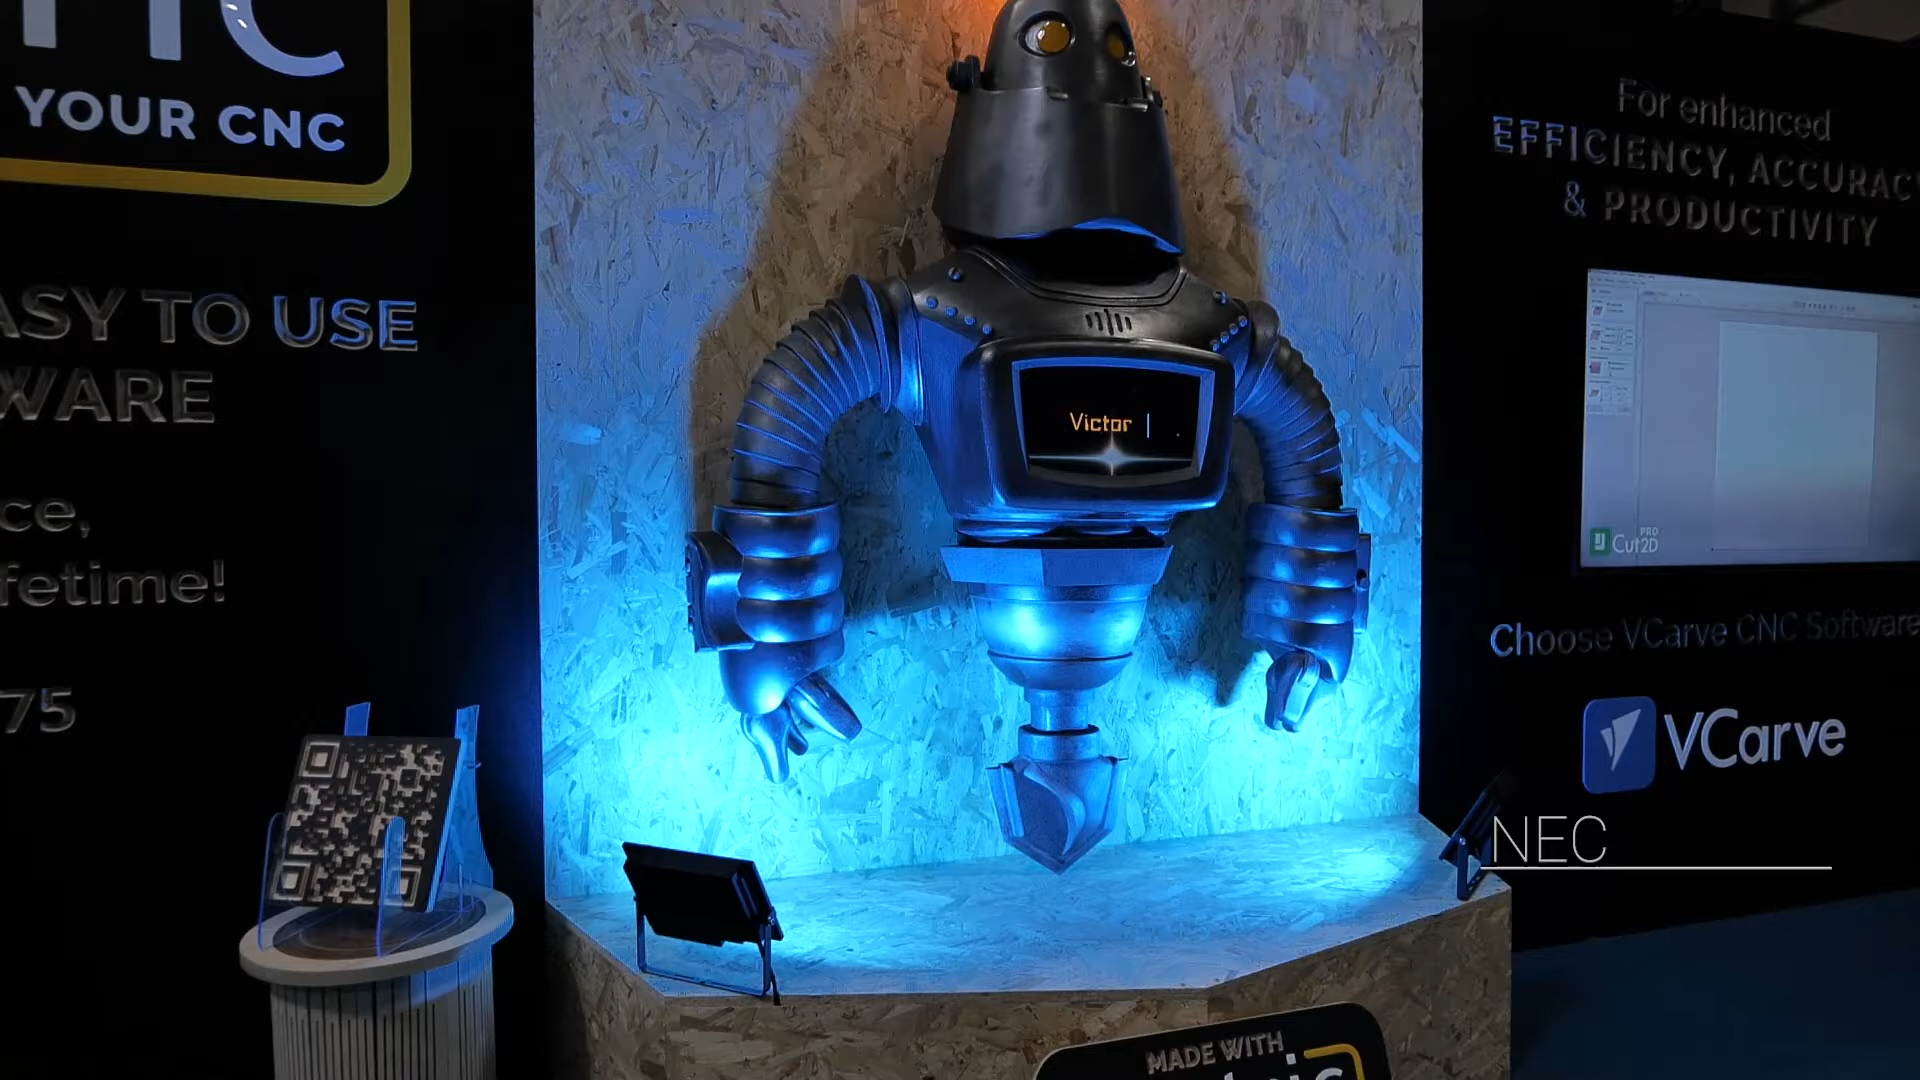 YOUR CNC
ASY TO USE
WARE
ce,
fetime!
75
Victor
For enhanced
EFFICIENCY, ACCURACY
& PRODUCTIVITY
Cut2D PRO
Choose VCarve CNC Software
VCarve
NEC
MADE WITH